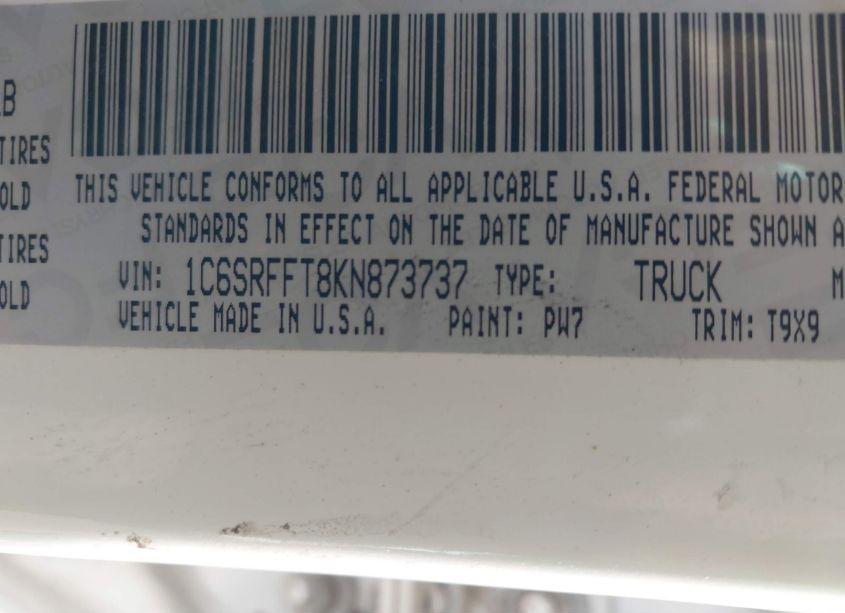 B
TIRES
OLD
TIRES
OLD
THIS VEHICLE CONFORMS TO ALL APPLICABLE U.S.A. FEDERAL MOTOR
STANDARDS IN EFFECT ON THE DATE OF MANUFACTURE SHOWN A
VIN: 1C6SRFFT8KN873737 TYPE: TRUCK M
VEHICLE MADE IN U.S.A. PAINT: PW7 TRIM: T9X9